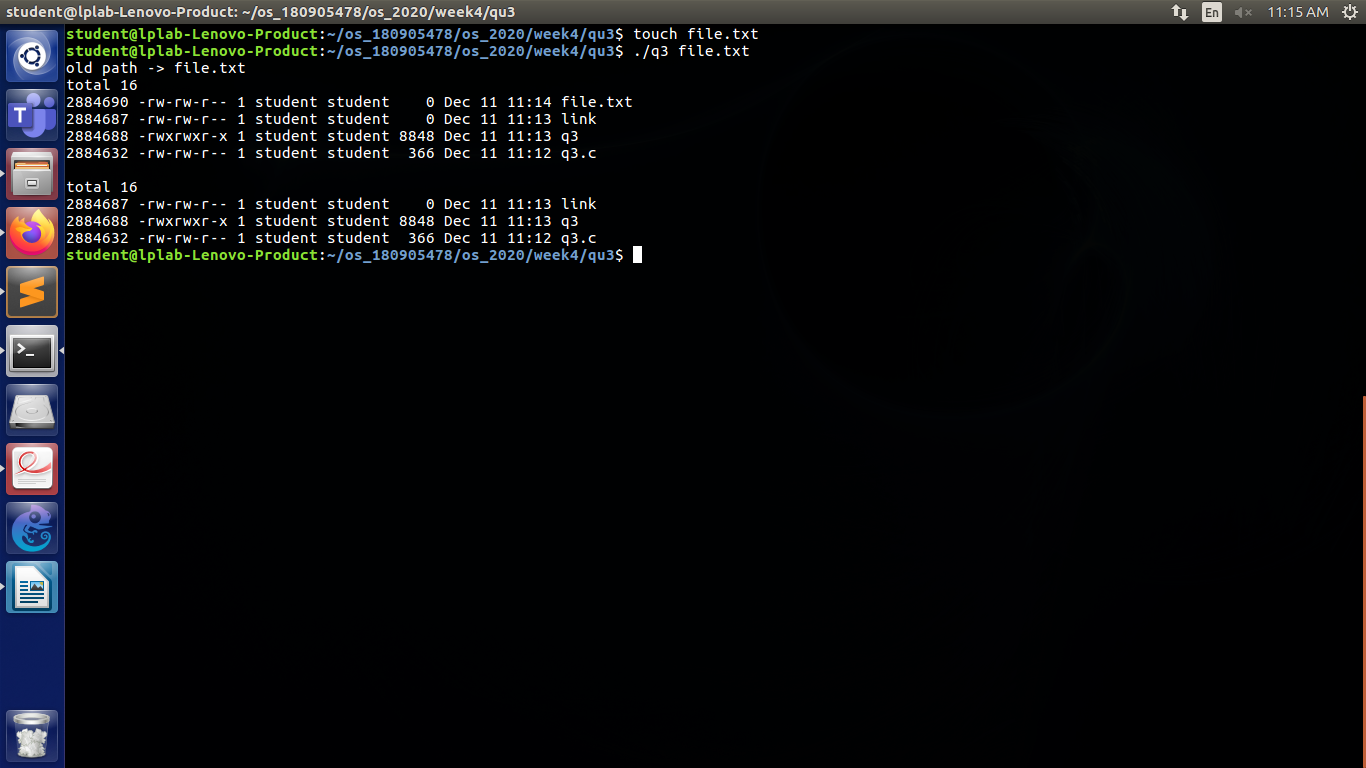 student@lplab-Lenovo-Product: ~/os_180905478/os_2020/week4/qu3
En
11:15 AM
student@lplab-Lenovo-Product:~/os_180905478/os_2020/week4/qu3$ touch file.txt
student@lplab-Lenovo-Product:~/os_180905478/os_2020/week4/qu3$ ./q3 file.txt
old path -> file.txt
total 16
2884690 -rw-rw-r-- 1 student student    0 Dec 11 11:14 file.txt
2884687 -rw-rw-r-- 1 student student    0 Dec 11 11:13 link
2884688 -rwxrwxr-x 1 student student 8848 Dec 11 11:13 q3
2884632 -rw-rw-r-- 1 student student  366 Dec 11 11:12 q3.c
total 16
2884687 -rw-rw-r-- 1 student student    0 Dec 11 11:13 link
2884688 -rwxrwxr-x 1 student student 8848 Dec 11 11:13 q3
2884632 -rw-rw-r-- 1 student student  366 Dec 11 11:12 q3.c
student@lplab-Lenovo-Product:~/os_180905478/os_2020/week4/qu3$
T
>_